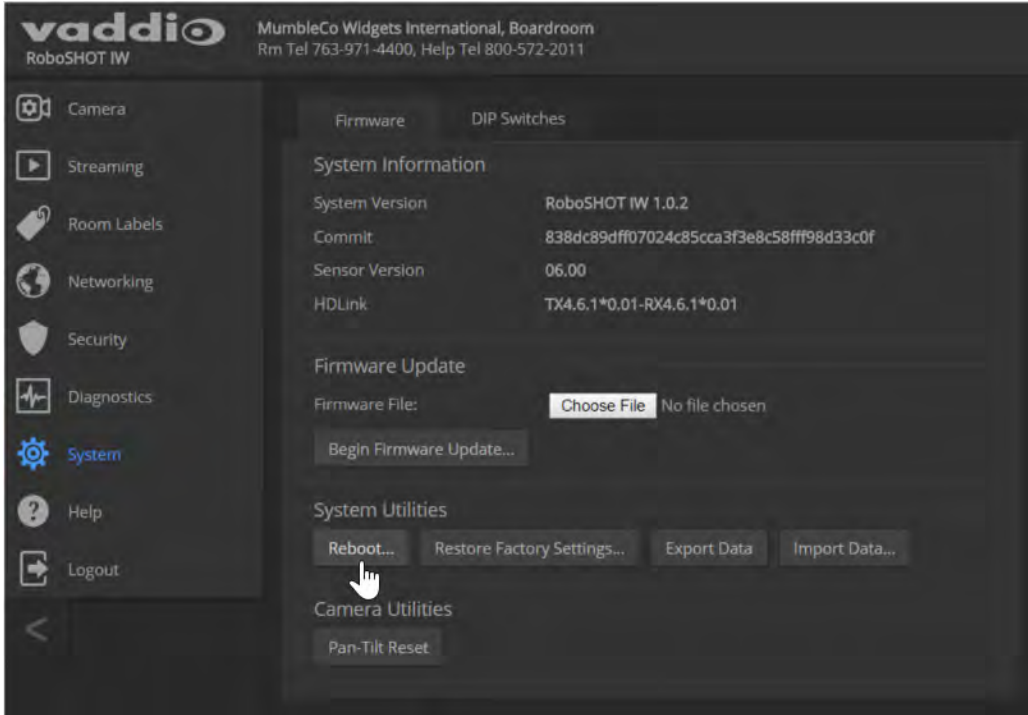 vaddio
RoboSHOT IW
MumbleCo Widgets International, Boardroom
Rm Tel 763-971-4400, Help Tel 800-572-2011
Camera
Streaming
Room Labels
Networking
Security
Diagnostics
System
Help
Logout
<
Firmware DIP Switches
System Information
System Version RoboSHOT IW 1.0.2
Commit 838dc89dff07024c85cca3f3e8c58fff98d33c0f
Sensor Version 06.00
HDLink TX4.6.1*0.01-RX4.6.1*0.01
Firmware Update
Firmware File: Choose File No file chosen
Begin Firmware Update...
System Utilities
Reboot... Restore Factory Settings... Export Data Import Data...
Camera Utilities
Pan-Tilt Reset